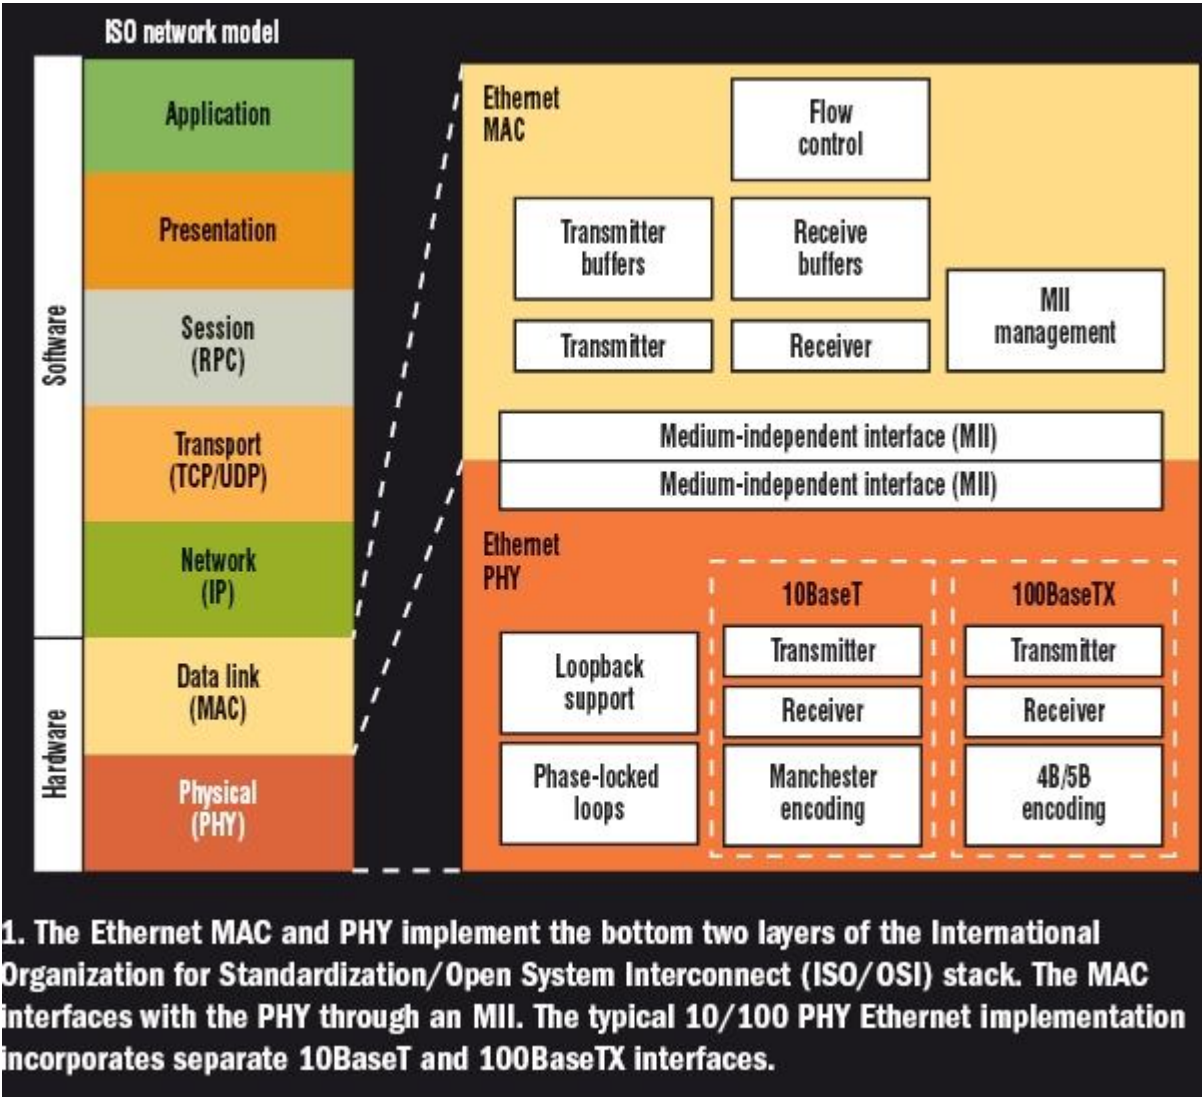 ISO network model
Software
Hardware
Application
Presentation
Session
(RPC)
Transport
(TCP/UDP)
Network
(IP)
Data link
(MAC)
Physical
(PHY)
Ethernet
MAC
Flow
control
Transmitter
buffers
Receive
buffers
MII
management
Transmitter
Receiver
Medium-independent interface (MII)
Medium-independent interface (MII)
Ethernet
PHY
Loopback
support
Phase-locked
loops
10BaseT
Transmitter
Receiver
Manchester
encoding
100BaseTX
Transmitter
Receiver
4B/5B
encoding
1. The Ethernet MAC and PHY implement the bottom two layers of the International
Organization for Standardization/Open System Interconnect (ISO/OSI) stack. The MAC
interfaces with the PHY through an MII. The typical 10/100 PHY Ethernet implementation
incorporates separate 10BaseT and 100BaseTX interfaces.